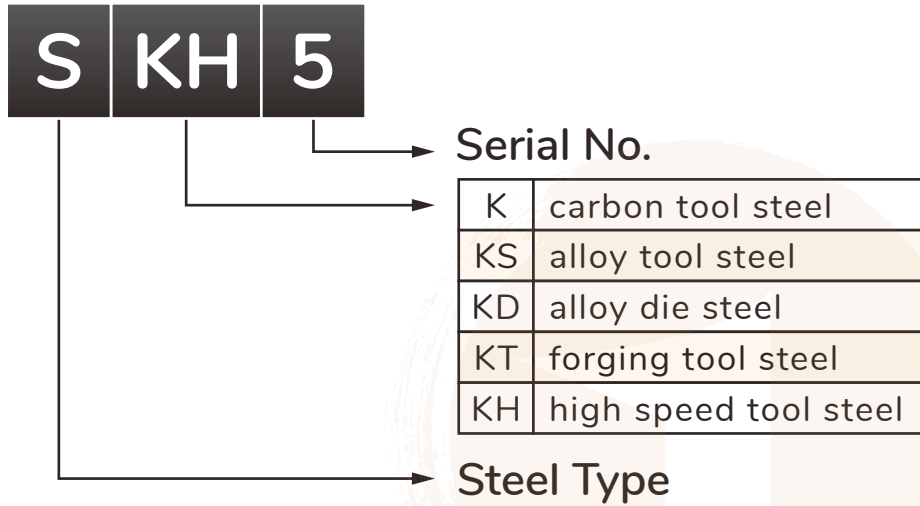 S KH 5
Serial No.
K carbon tool steel
KS alloy tool steel
KD alloy die steel
KT forging tool steel
KH high speed tool steel
Steel Type